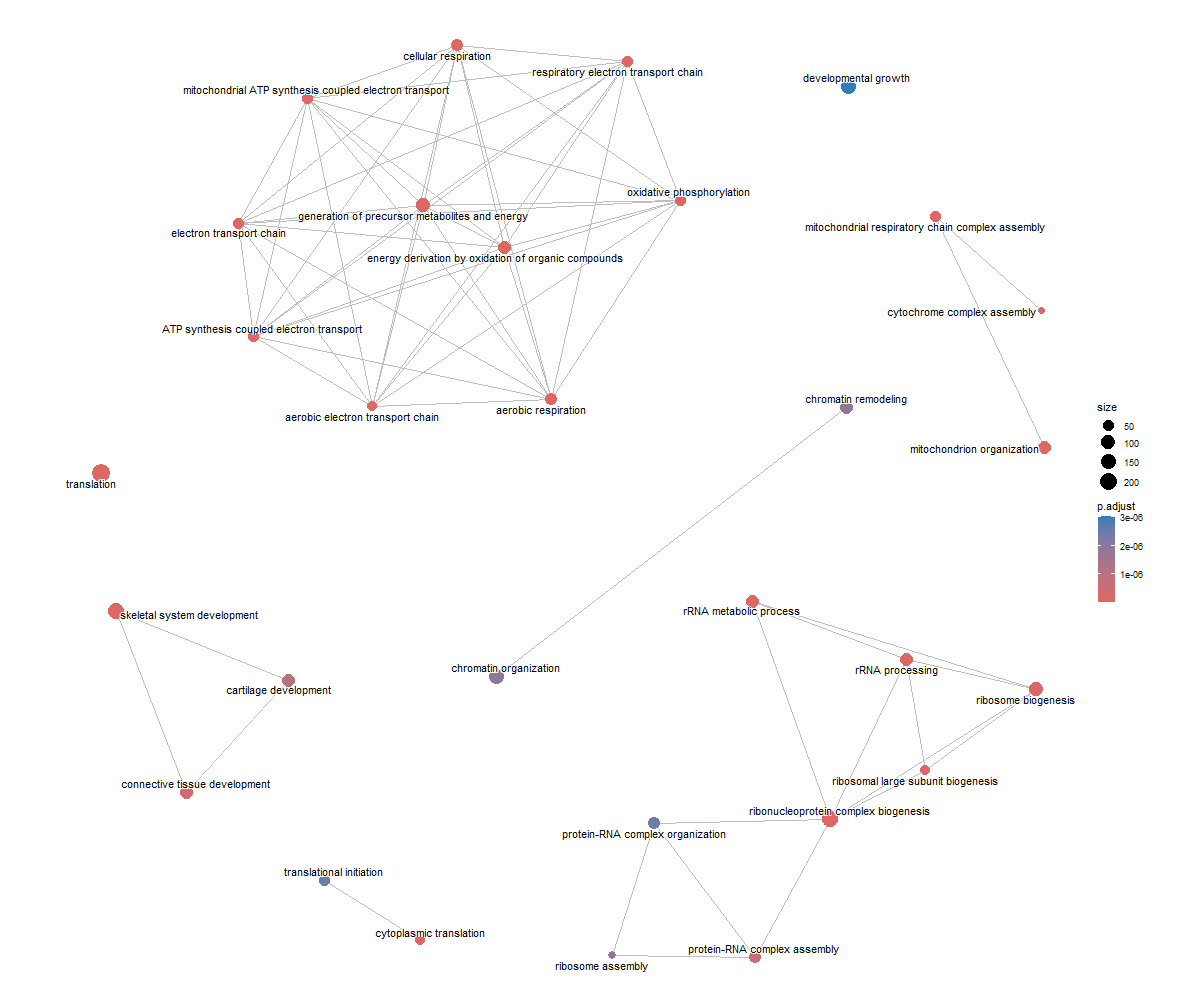 cellular respiration
respiratory electron transport chain
developmental growth
mitochondrial ATP synthesis coupled electron transport
oxidative phosphorylation
generation of precursor metabolites and energy
mitochondrial respiratory chain complex assembly
electron transport chain
energy derivation by oxidation of organic compounds
cytochrome complex assembly
ATP synthesis coupled electron transport
chromatin remodeling
aerobic electron transport chain
aerobic respiration
mitochondrion organization
size
50
100
150
200
p.adjust
3e-06
2e-06
1e-06
translation
skeletal system development
rRNA metabolic process
chromatin organization
rRNA processing
cartilage development
ribosome biogenesis
connective tissue development
ribosomal large subunit biogenesis
ribonucleoprotein complex biogenesis
protein-RNA complex organization
translational initiation
cytoplasmic translation
protein-RNA complex assembly
ribosome assembly